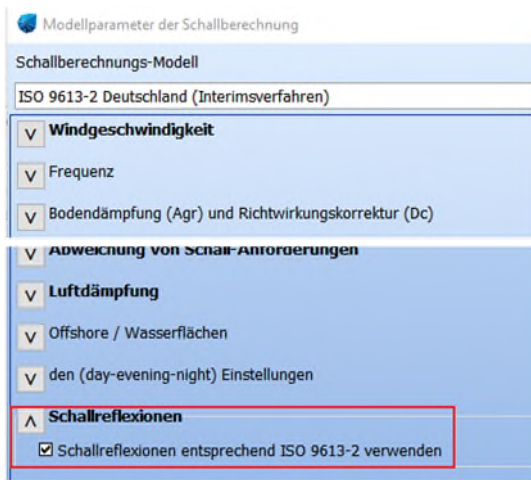 Modellparameter der Schallberechnung
Schallberechnungs-Modell
ISO 9613-2 Deutschland (Interimsverfahren)
Windgeschwindigkeit
Frequenz
Bodendämpfung (Agr) und Richtwirkungskorrektur (Dc)
Abweichung von Schall-Anforderungen
Luftdämpfung
Offshore / Wasserflächen
den (day-evening-night) Einstellungen
Schallreflexionen
Schallreflexionen entsprechend ISO 9613-2 verwenden